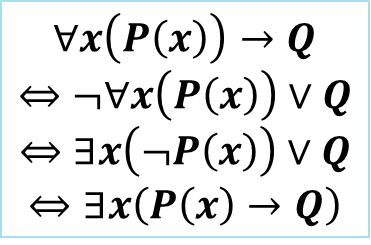 ∀x(P(x)) → Q
⇔ ¬∀x(P(x)) ∨ Q
⇔ ∃x(¬P(x)) ∨ Q
⇔ ∃x(P(x) → Q)